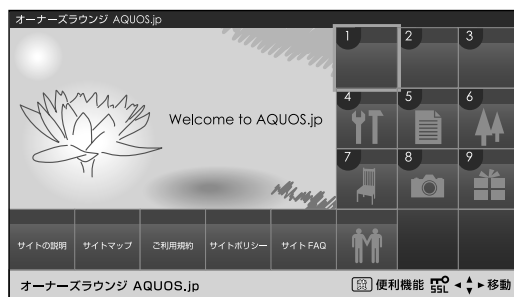 オーナーズラウンジ AQUOS.jp
1 2 3
Welcome to AQUOS.jp
4 5 6
7 8 9
サイトの説明 サイトマップ ご利用規約 サイトポリシー サイト FAQ
オーナーズラウンジ AQUOS.jp 便利機能 SSL 移動